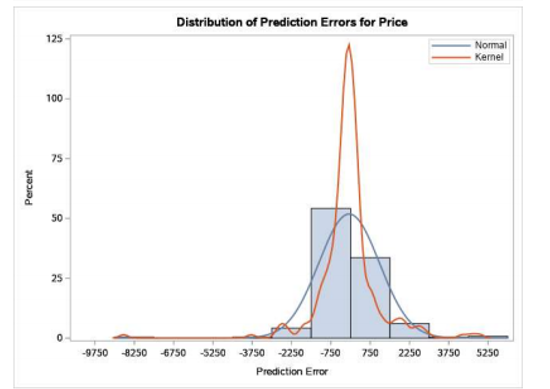 Distribution of Prediction Errors for Price
125
100
75
50
25
0
Percent
Normal
Kernel
-9750 -8250 -6750 -5250 -3750 -2250 -750 750 2250 3750 5250
Prediction Error